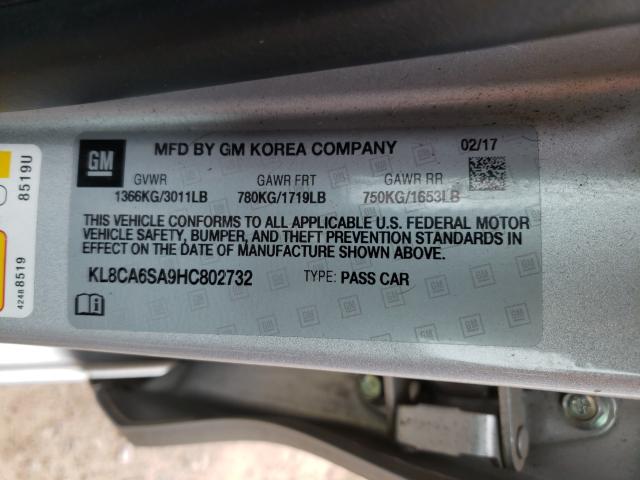 GM
MFD BY GM KOREA COMPANY 02/17
GVWR GAWR FRT GAWR RR
1366KG/3011LB 780KG/1719LB 750KG/1653LB
THIS VEHICLE CONFORMS TO ALL APPLICABLE U.S. FEDERAL MOTOR
VEHICLE SAFETY, BUMPER, AND THEFT PREVENTION STANDARDS IN
EFFECT ON THE DATE OF MANUFACTURE SHOWN ABOVE.
KL8CA6SA9HC802732 TYPE: PASS CAR
8519U
4248 8519